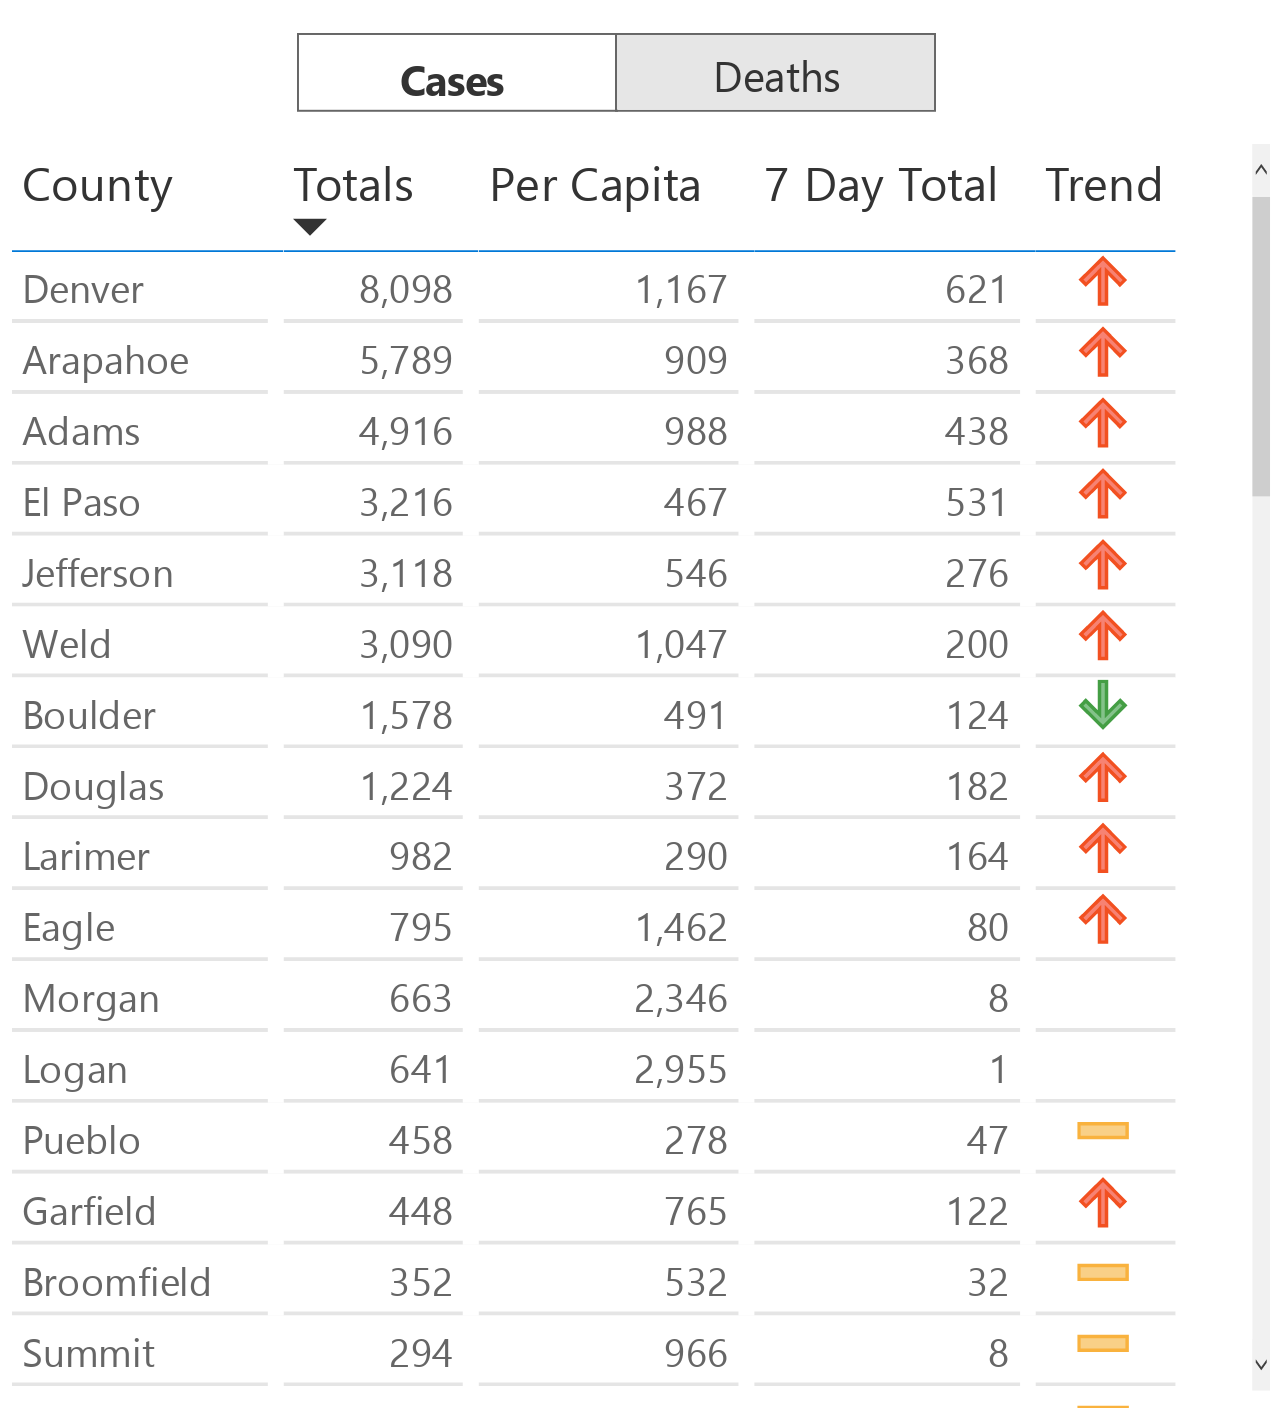 Cases Deaths
County Totals Per Capita 7 Day Total Trend
Denver 8,098 1,167 621
Arapahoe 5,789 909 368
Adams 4,916 988 438
El Paso 3,216 467 531
Jefferson 3,118 546 276
Weld 3,090 1,047 200
Boulder 1,578 491 124
Douglas 1,224 372 182
Larimer 982 290 164
Eagle 795 1,462 80
Morgan 663 2,346 8
Logan 641 2,955 1
Pueblo 458 278 47
Garfield 448 765 122
Broomfield 352 532 32
Summit 294 966 8